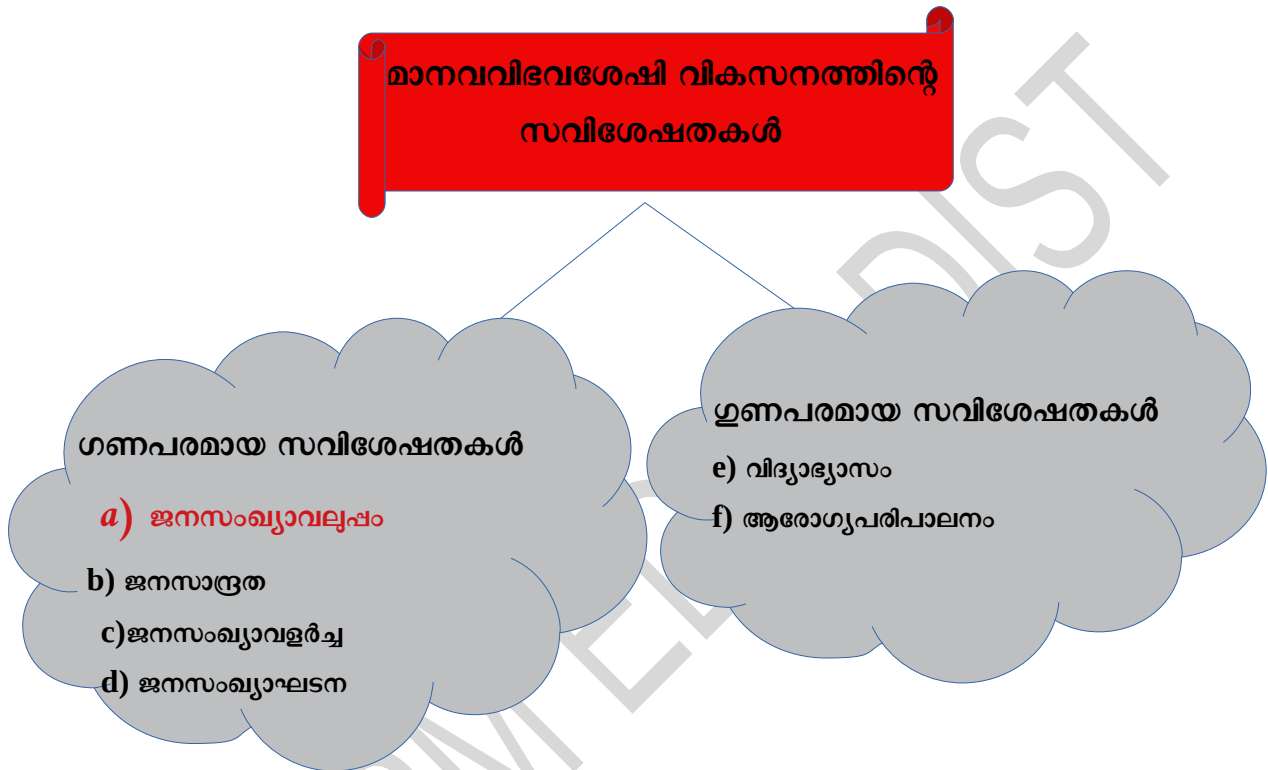 മാനവവിഭവശേഷി വികസനത്തിന്റെ
സവിശേഷതകൾ
ഗണപരമായ സവിശേഷതകൾ
a) ജനസംഖ്യാവലുപ്പം
b) ജനസാന്ദ്രത
c)ജനസംഖ്യാവളർച്ച
d) ജനസംഖ്യാഘടന
ഗുണപരമായ സവിശേഷതകൾ
e) വിദ്യാഭ്യാസം
f) ആരോഗ്യപരിപാലനം
DIST